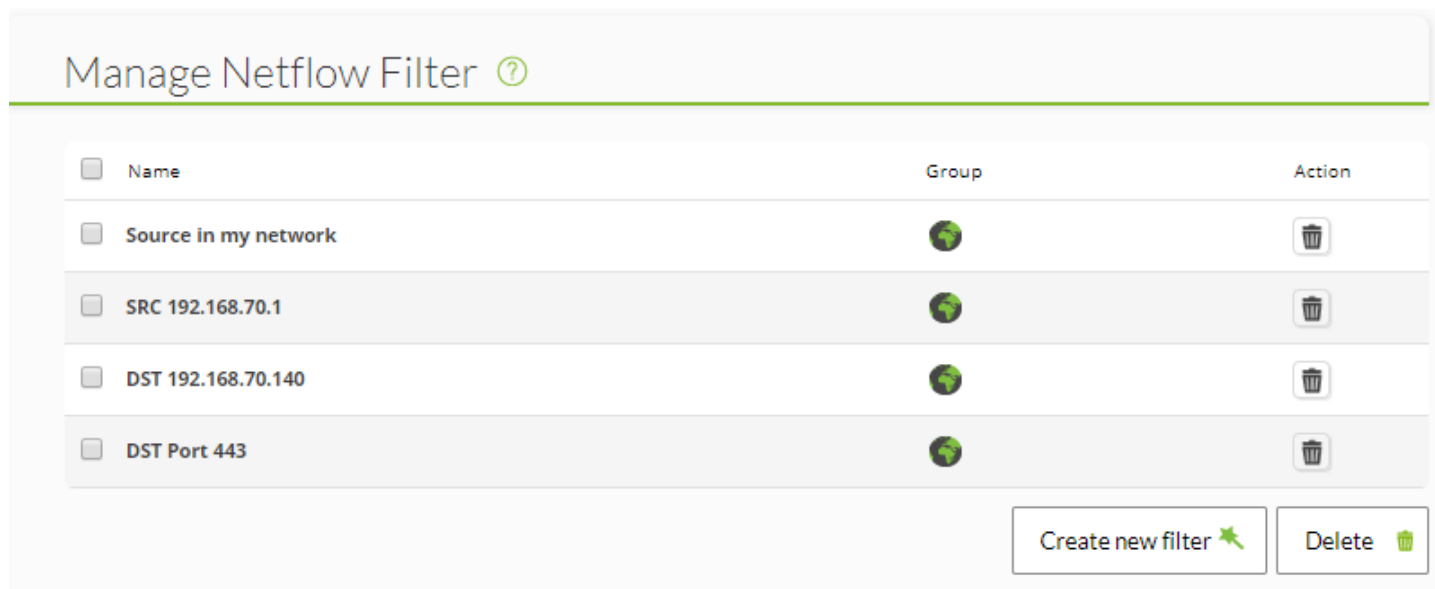 Manage Netflow Filter ?
Name Group Action
Source in my network
SRC 192.168.70.1
DST 192.168.70.140
DST Port 443
Create new filter Delete